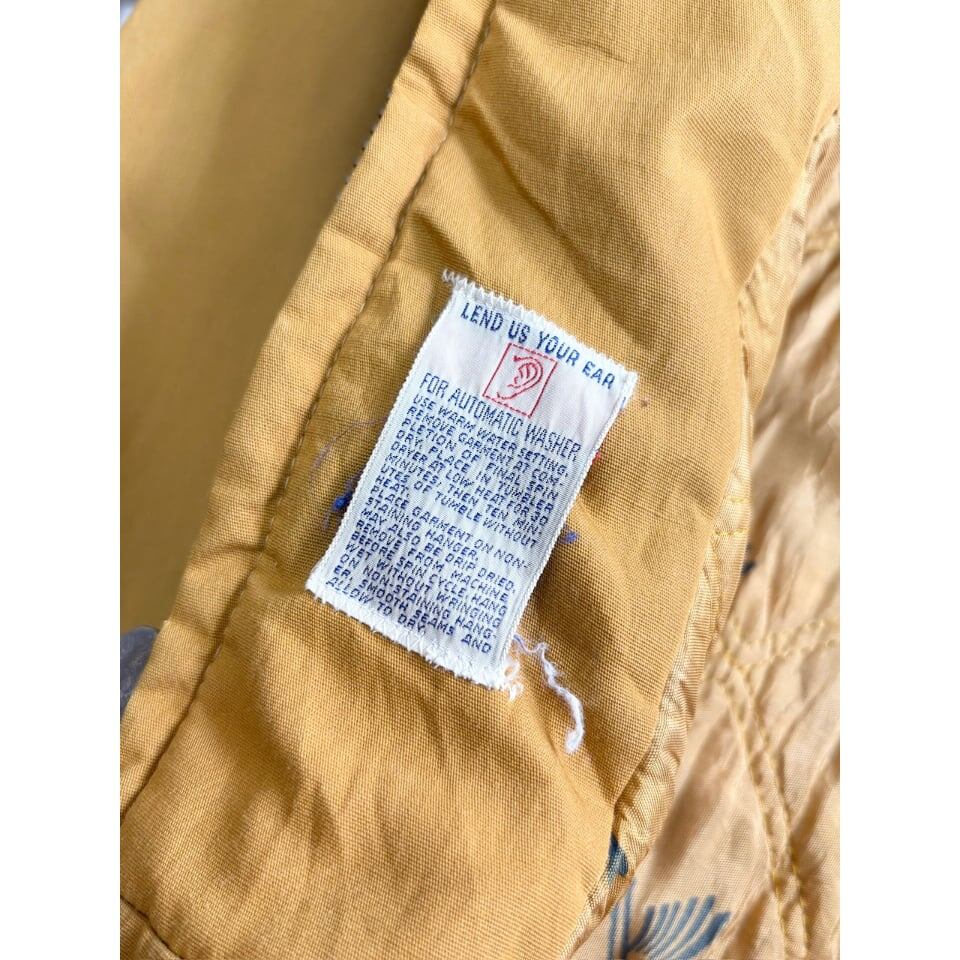 LEND US YOUR EAR
FOR AUTOMATIC WASHER
USE WARM WATER SETTING.
REMOVE GARMENT AT COM-
PLETION OF FINAL SPIN
DRY. PLACE IN TUMBLER
DRYER AT LOW HEAT FOR 30
MINUTES; THEN TEN MIN-
UTES OF TUMBLE WITHOUT
HEAT.
PLACE GARMENT ON NON-
STAINING HANGER.
MAY ALSO BE DRIP DRIED.
REMOVE FROM MACHINE
BEFORE SPIN CYCLE. HANG
WET, WITHOUT WRINGING
ON NONSTAINING HANG-
ER, SMOOTH SEAMS AND
ALLOW TO DRY.